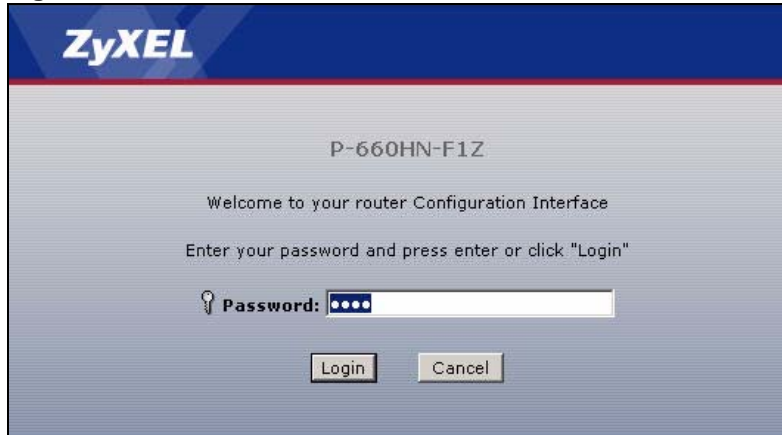 ZyXEL
P-660HN-F1Z
Welcome to your router Configuration Interface
Enter your password and press enter or click "Login"
Password: ••••
Login Cancel